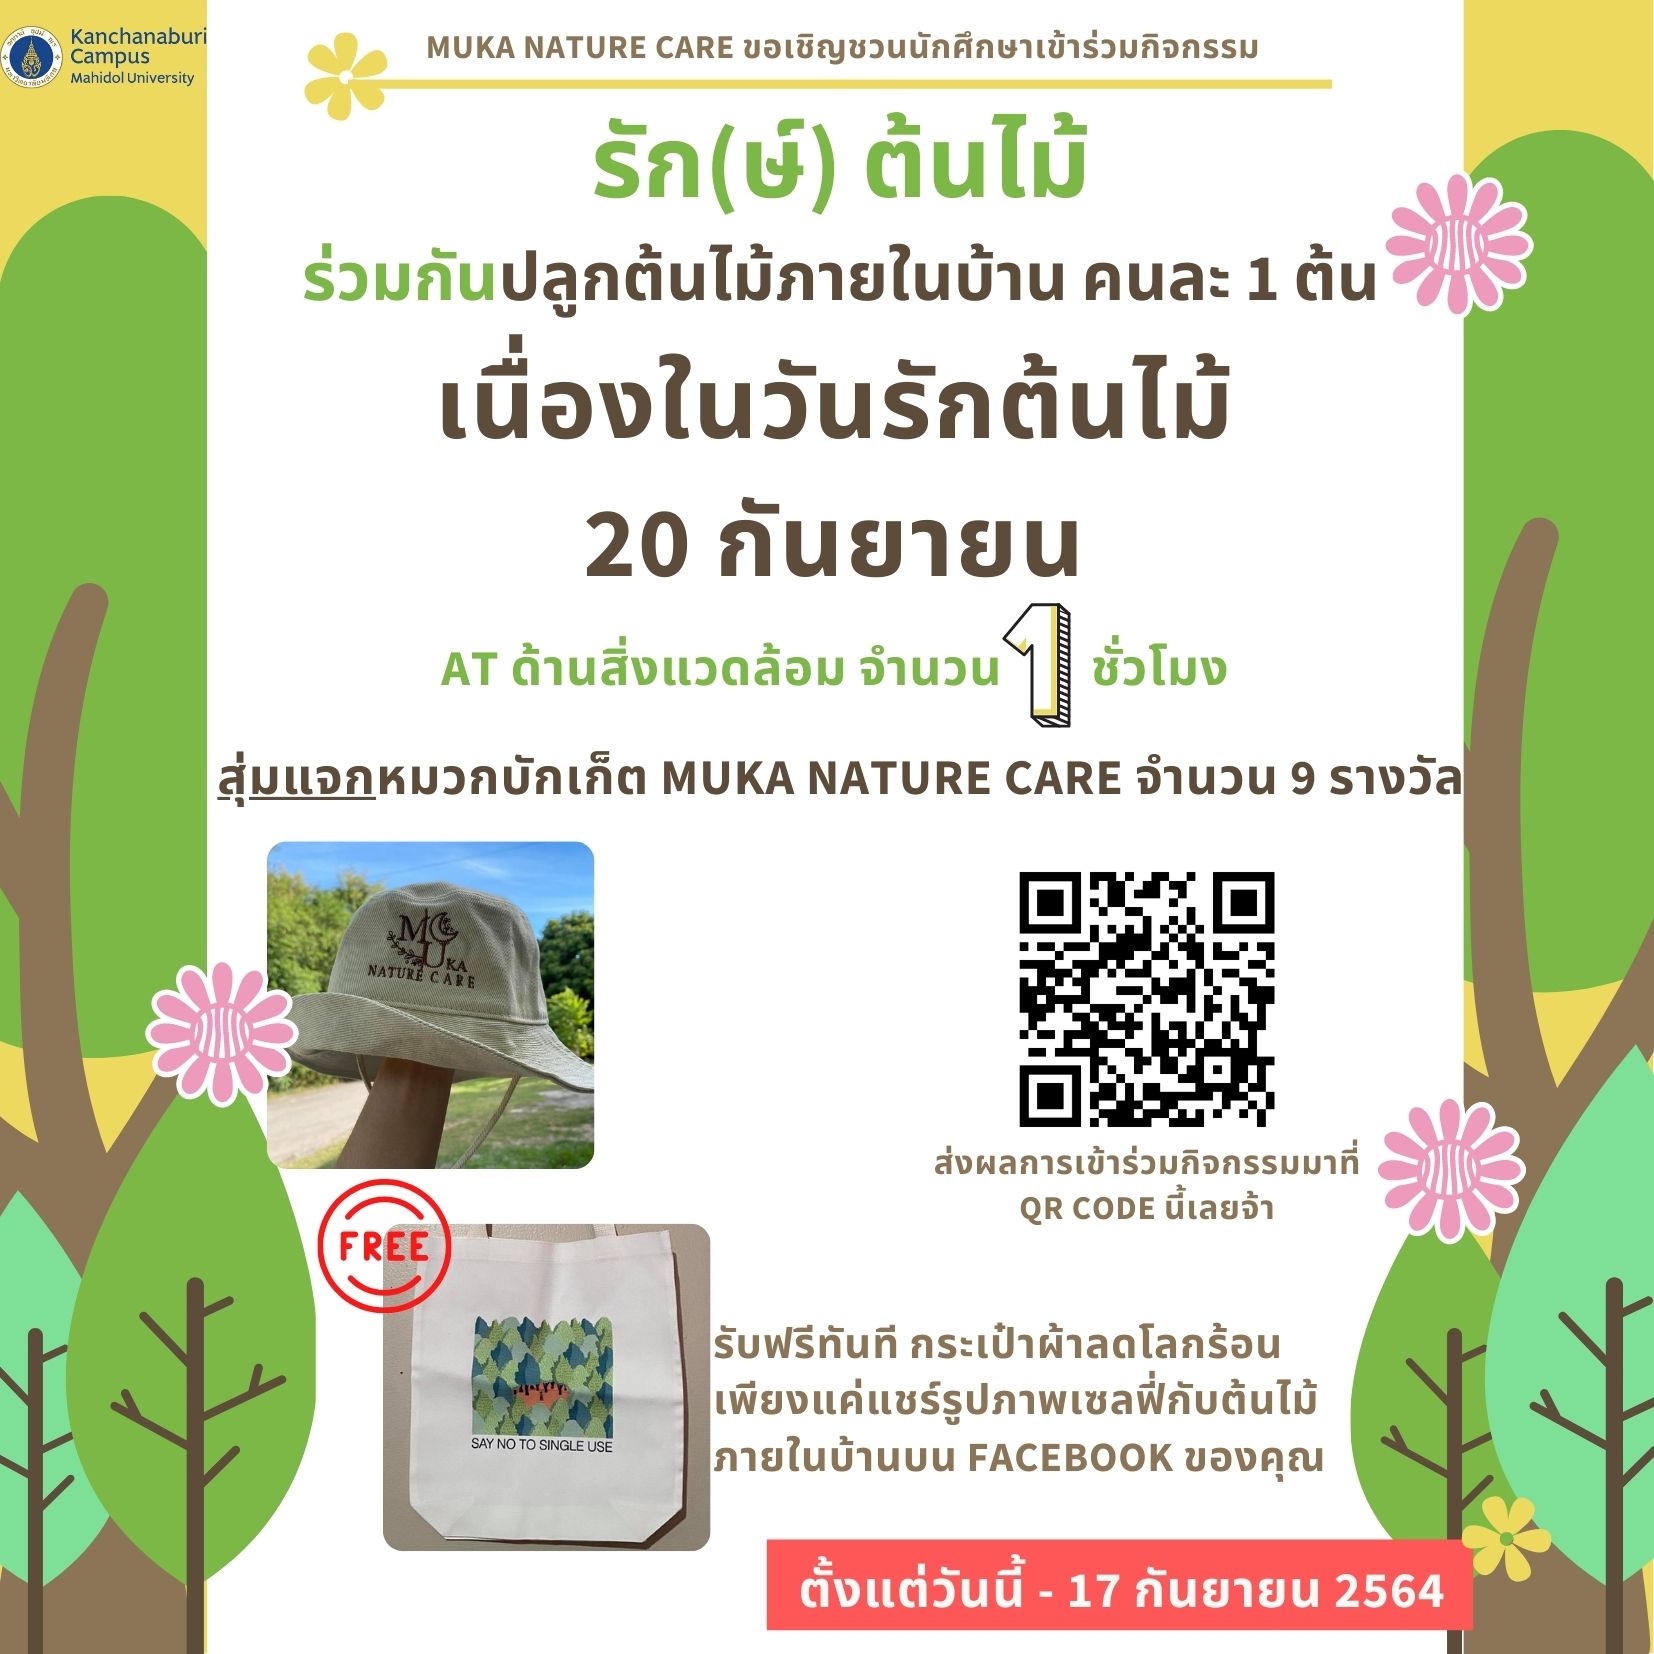 Kanchanaburi
Campus
Mahidol University
MUKA NATURE CARE ขอเชิญชวนนักศึกษาเข้าร่วมกิจกรรม
รัก(ษ์) ต้นไม้
ร่วมกันปลูกต้นไม้ภายในบ้าน คนละ 1 ต้น
เนื่องในวันรักต้นไม้
20 กันยายน
AT ด้านสิ่งแวดล้อม จำนวน 1 ชั่วโมง
สุ่มแจกหมวกบักเก็ต MUKA NATURE CARE จำนวน 9 รางวัล
MUKA
NATURE CARE
ส่งผลการเข้าร่วมกิจกรรมมาที่
QR CODE นี้เลยจ้า
FREE
SAY NO TO SINGLE USE
รับฟรีทันที กระเป๋าผ้าลดโลกร้อน
เพียงแค่แชร์รูปภาพเซลฟี่กับต้นไม้
ภายในบ้านบน FACEBOOK ของคุณ
ตั้งแต่วันนี้ - 17 กันยายน 2564